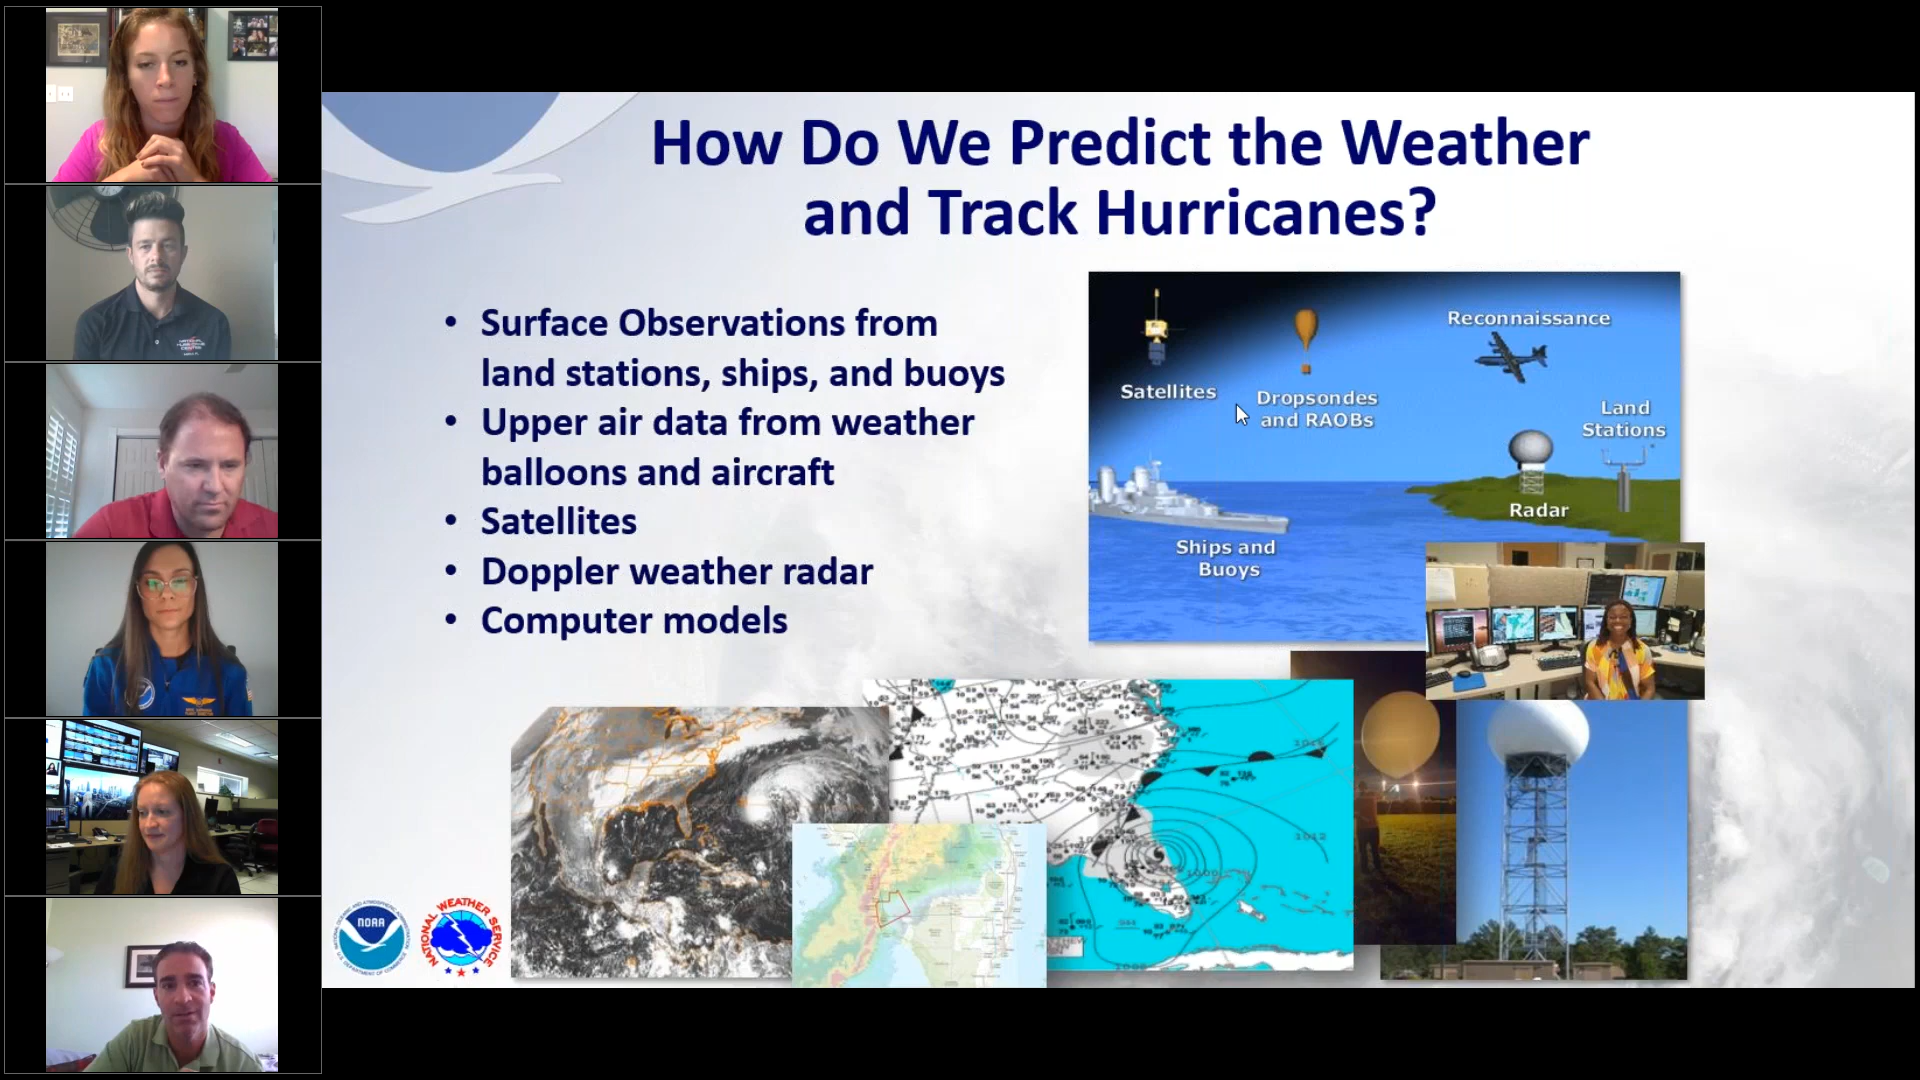 How Do We Predict the Weather
and Track Hurricanes?
• Surface Observations from
land stations, ships, and buoys
• Upper air data from weather
balloons and aircraft
• Satellites
• Doppler weather radar
• Computer models
Satellites
Dropsondes
and RAOBs
Reconnaissance
Land
Stations
Radar
Ships and
Buoys
1012
1008
NOAA
NATIONAL WEATHER SERVICE